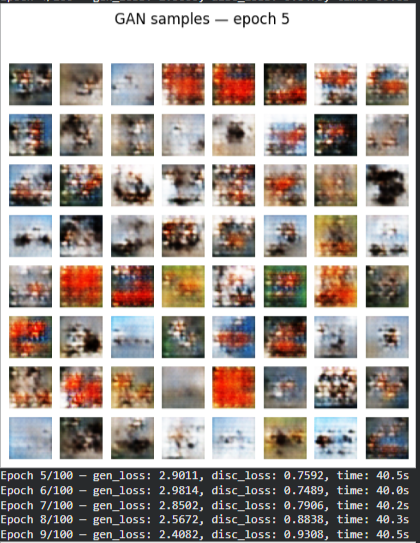 GAN samples — epoch 5
Epoch 5/100 — gen_loss: 2.9011, disc_loss: 0.7592, time: 40.5s
Epoch 6/100 — gen_loss: 2.9814, disc_loss: 0.7489, time: 40.0s
Epoch 7/100 — gen_loss: 2.8502, disc_loss: 0.7906, time: 40.2s
Epoch 8/100 — gen_loss: 2.5672, disc_loss: 0.8838, time: 40.3s
Epoch 9/100 — gen_loss: 2.4082, disc_loss: 0.9308, time: 40.5s